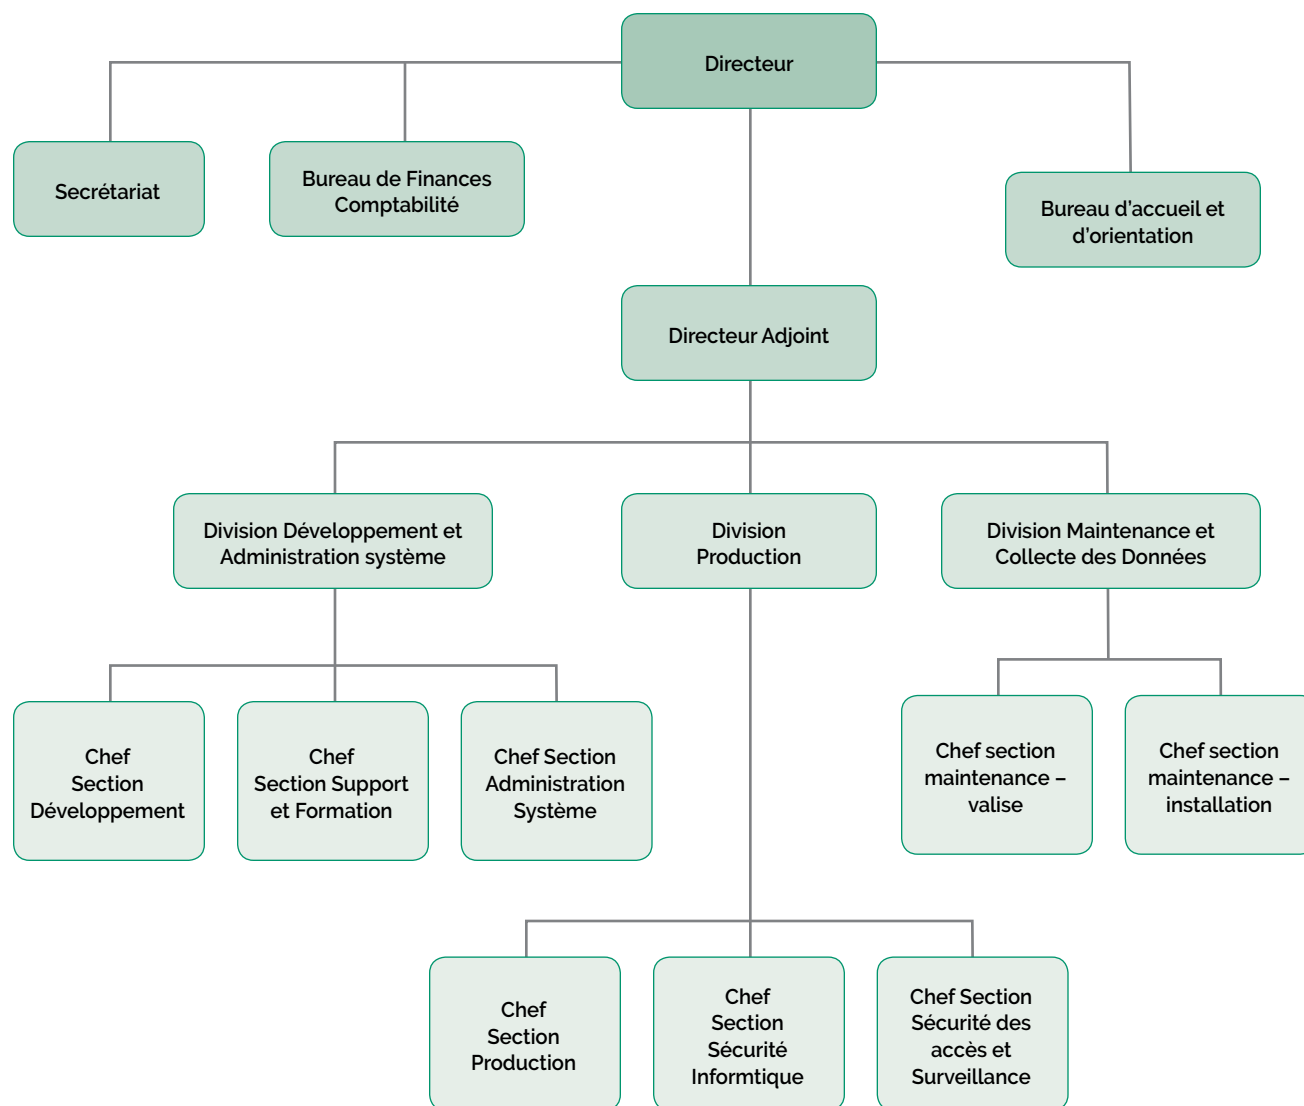 Directeur
Secrétariat
Bureau de Finances
Comptabilité
Bureau d’accueil et
d’orientation
Directeur Adjoint
Division Développement et
Administration système
Division
Production
Division Maintenance et
Collecte des Données
Chef
Section
Développement
Chef
Section Support
et Formation
Chef Section
Administration
Système
Chef section
maintenance –
valise
Chef section
maintenance –
installation
Chef
Section
Production
Chef
Section
Sécurité
Informtique
Chef Section
Sécurité des
accès et
Surveillance